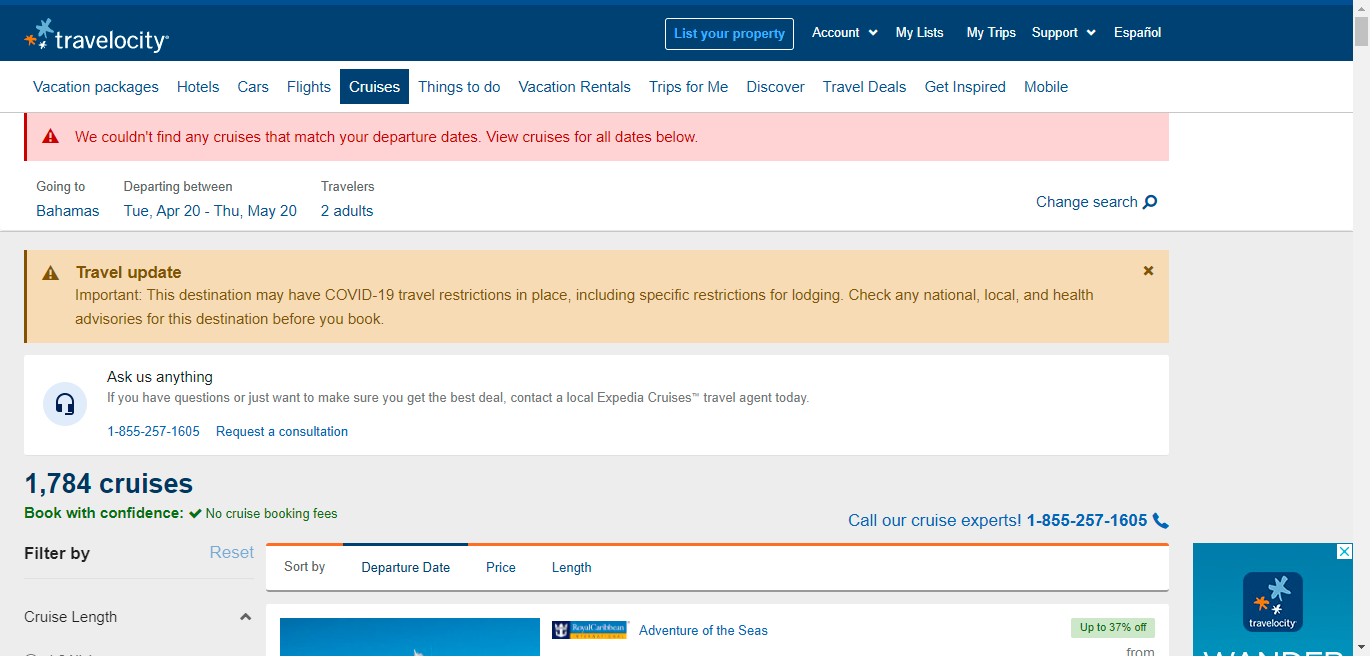 travelocity
List your property
Account
My Lists
My Trips
Support
Español
Vacation packages
Hotels
Cars
Flights
Cruises
Things to do
Vacation Rentals
Trips for Me
Discover
Travel Deals
Get Inspired
Mobile
We couldn't find any cruises that match your departure dates. View cruises for all dates below.
Going to
Departing between
Travelers
Bahamas
Tue, Apr 20 - Thu, May 20
2 adults
Change search
Travel update
Important: This destination may have COVID-19 travel restrictions in place, including specific restrictions for lodging. Check any national, local, and health
advisories for this destination before you book.
Ask us anything
If you have questions or just want to make sure you get the best deal, contact a local Expedia Cruises™ travel agent today.
1-855-257-1605
Request a consultation
1,784 cruises
Book with confidence: No cruise booking fees
Call our cruise experts! 1-855-257-1605
Filter by
Reset
Sort by
Departure Date
Price
Length
Cruise Length
RoyalCaribbean
INTERNATIONAL
Adventure of the Seas
Up to 37% off
from
travelocity
WANDER